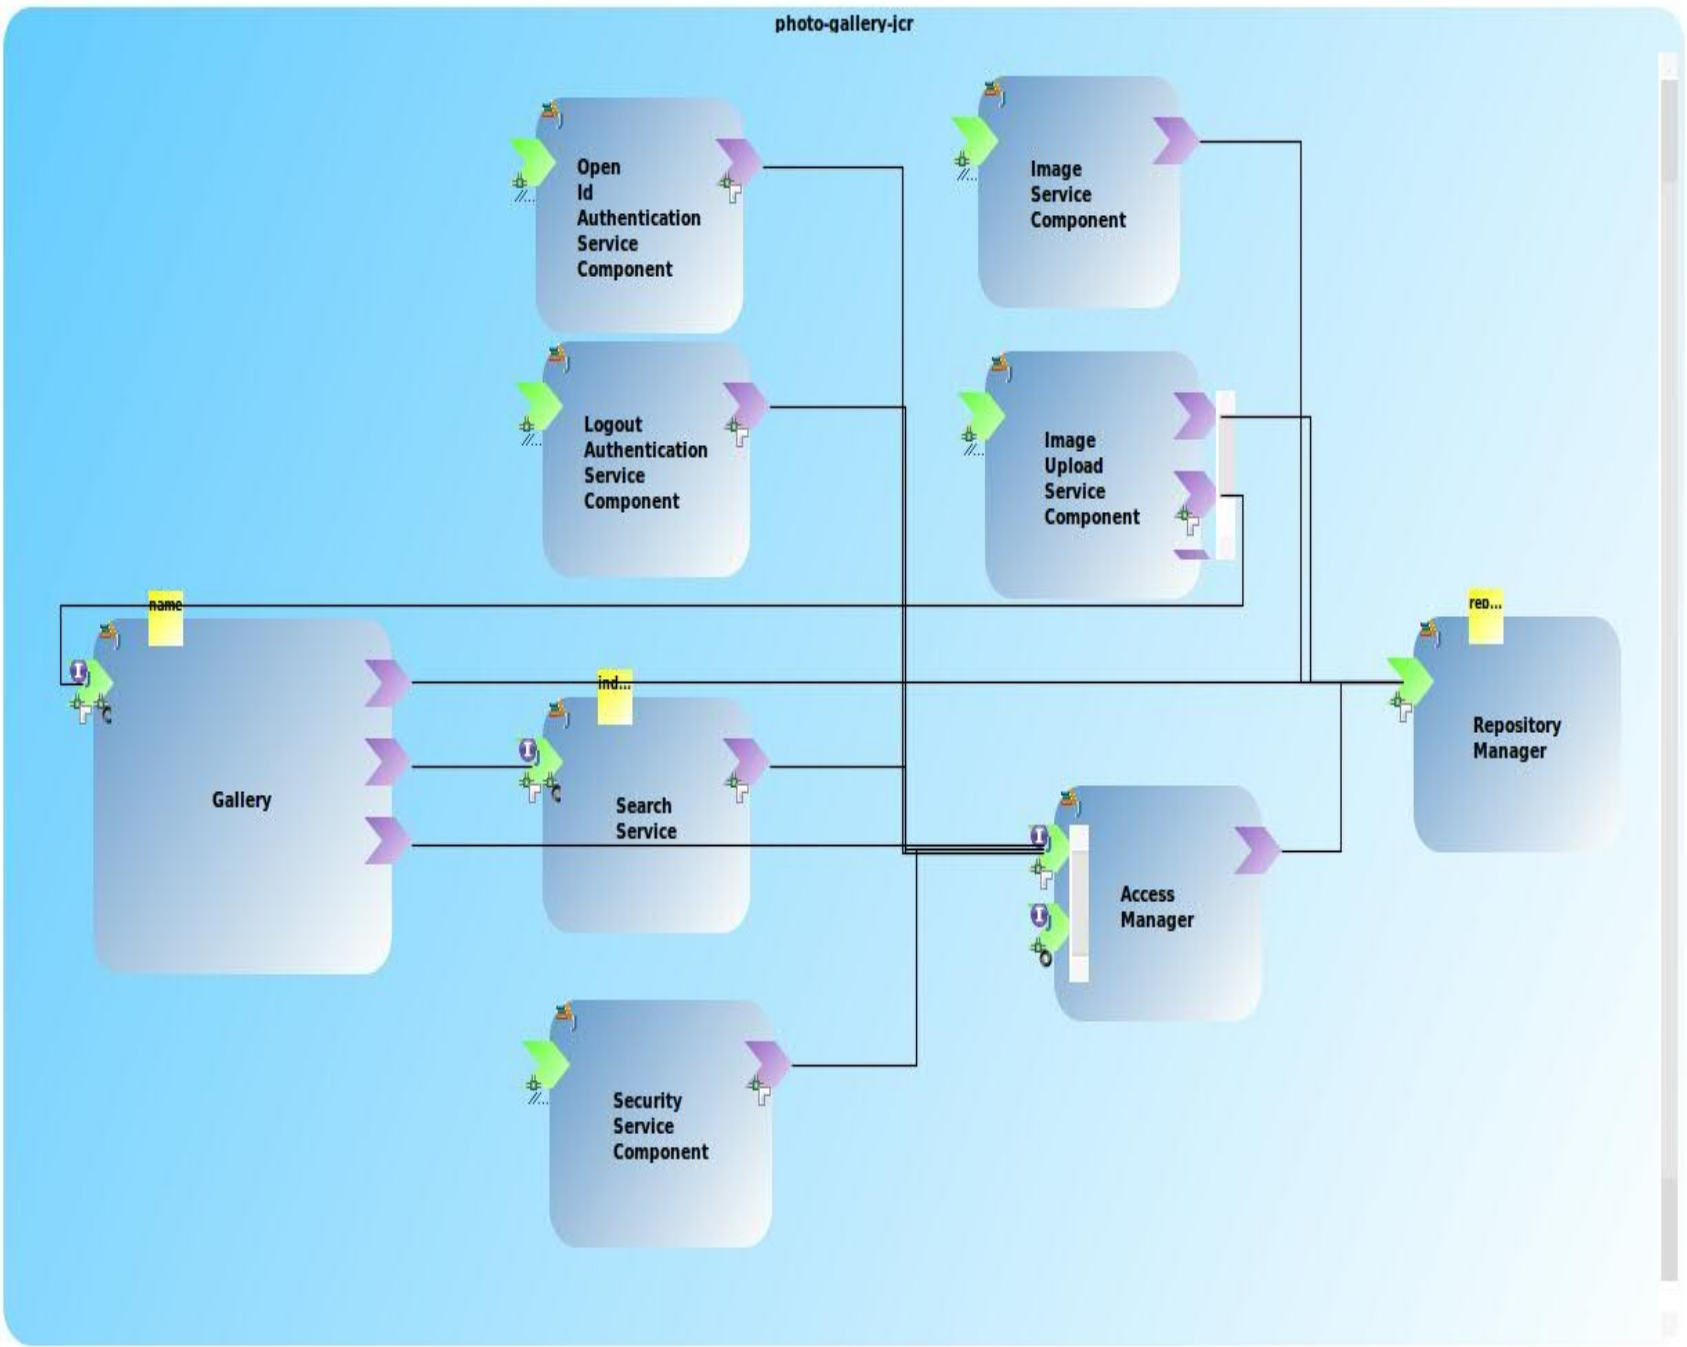 photo-gallery-jcr
Open
Id
Authentication
Service
Component
//...
Image
Service
Component
//...
Logout
Authentication
Service
Component
//...
Image
Upload
Service
Component
//...
name
Gallery
I
ind...
Search
Service
I
rep...
Repository
Manager
Access
Manager
I
I
Security
Service
Component
//...